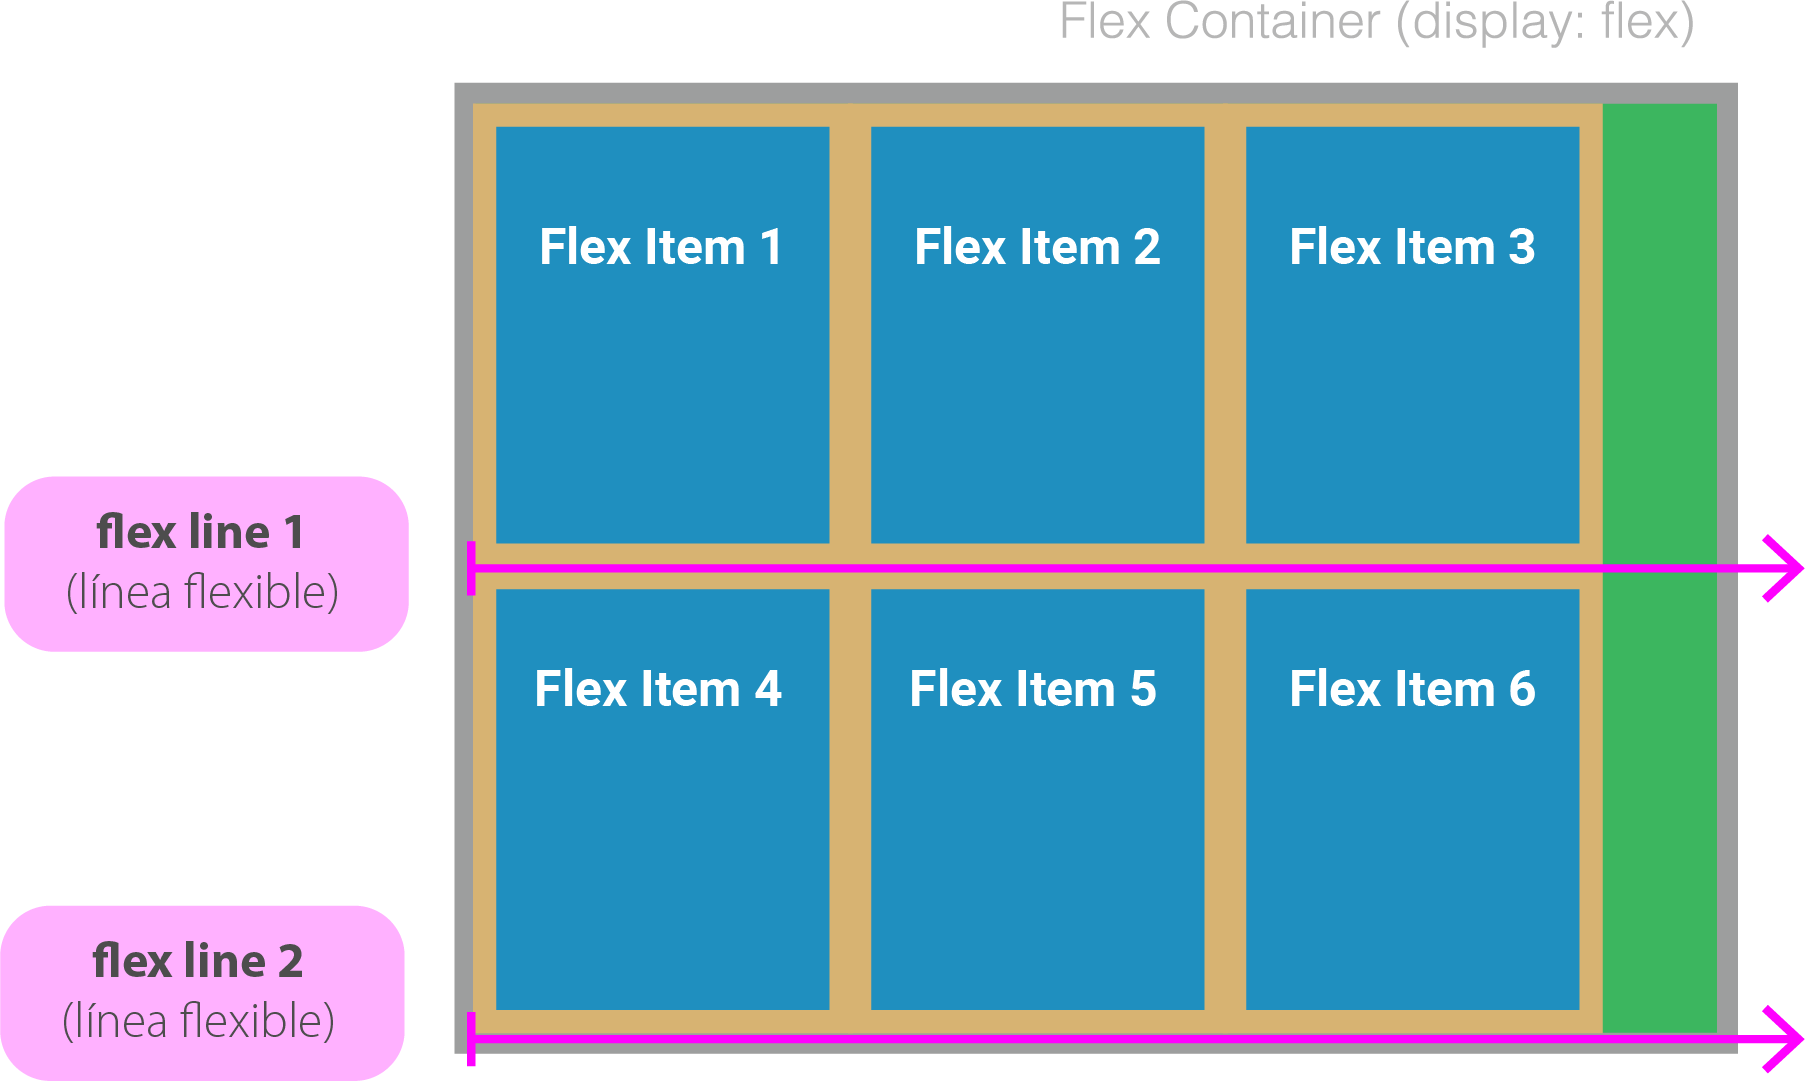 Flex Container (display: flex)
Flex Item 1
Flex Item 2
Flex Item 3
flex line 1
(línea flexible)
Flex Item 4
Flex Item 5
Flex Item 6
flex line 2
(línea flexible)